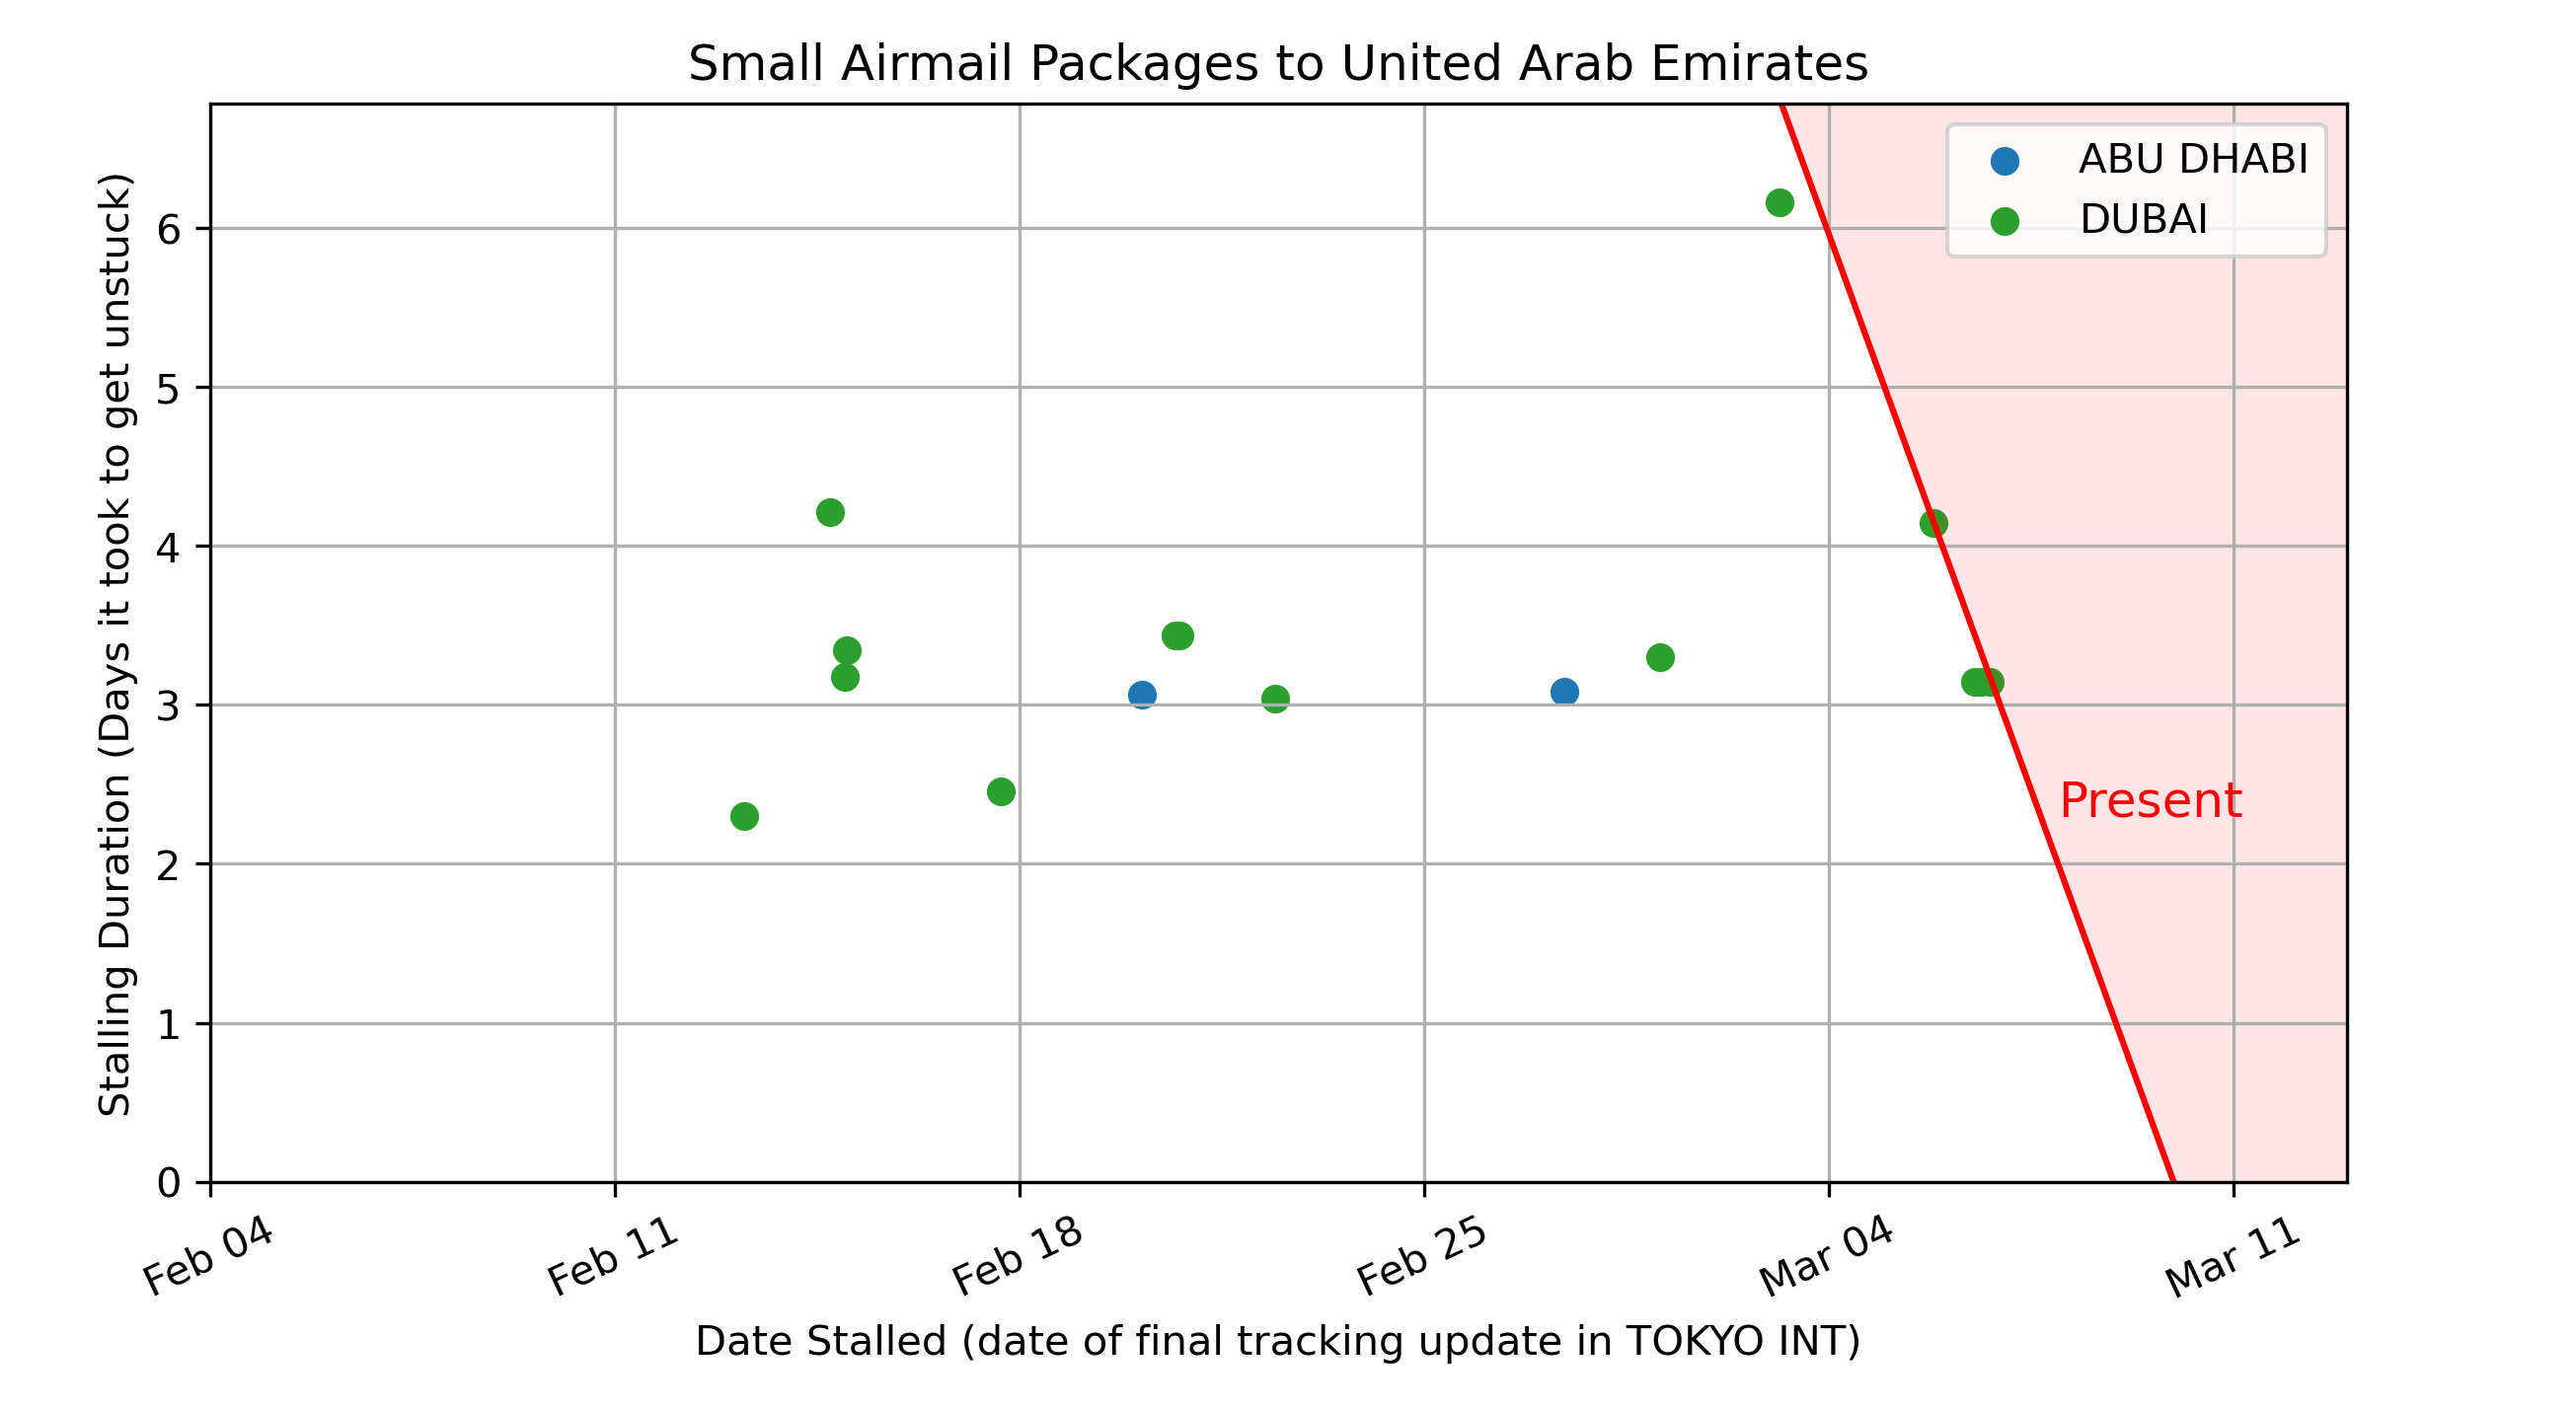 Small Airmail Packages to United Arab Emirates
Stalling Duration (Days it took to get unstuck)
6
5
4
3
2
1
0
ABU DHABI
DUBAI
Present
Feb 04
Feb 11
Feb 18
Feb 25
Mar 04
Mar 11
Date Stalled (date of final tracking update in TOKYO INT)